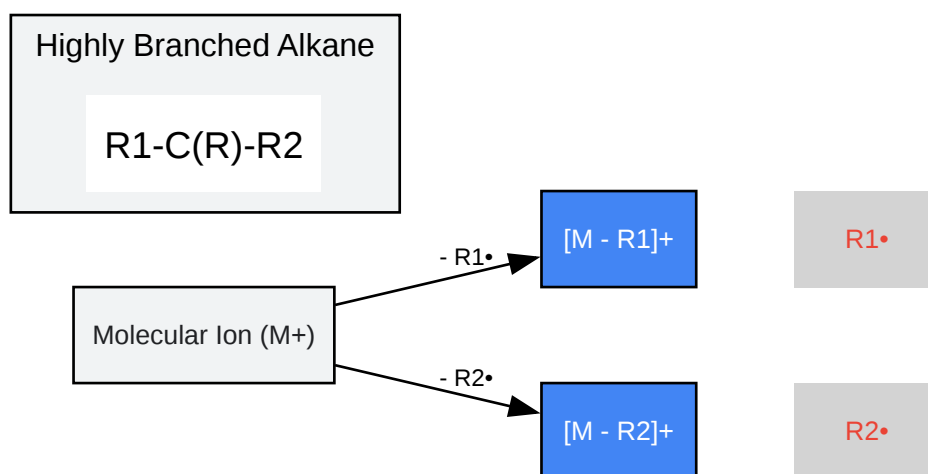 Highly Branched Alkane
R1-C(R)-R2
- R1•
[M - R1]+
R1•
Molecular Ion (M+)
- R2•
[M - R2]+
R2•